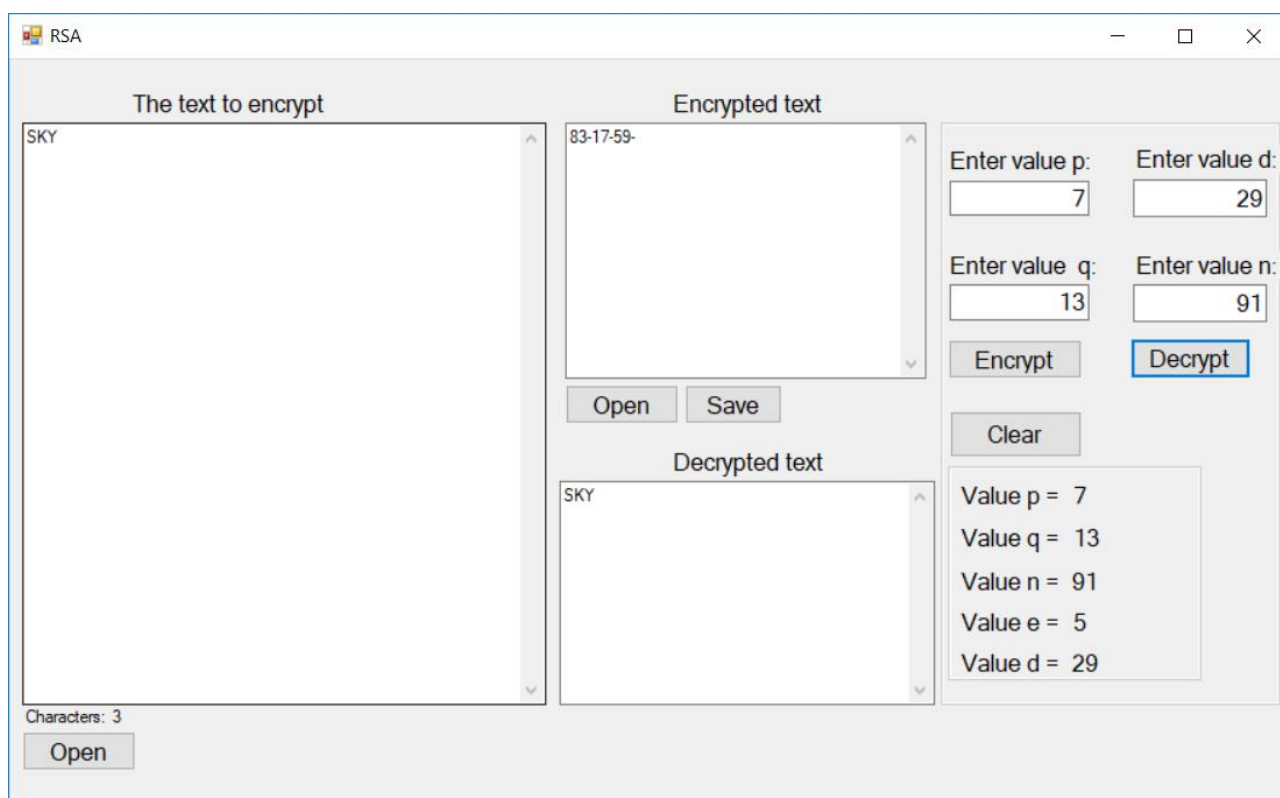 RSA
The text to encrypt
SKY
Characters: 3
Open
Encrypted text
83-17-59-
Open Save
Decrypted text
SKY
Enter value p: Enter value d:
7 29
Enter value q: Enter value n:
13 91
Encrypt Decrypt
Clear
Value p = 7
Value q = 13
Value n = 91
Value e = 5
Value d = 29